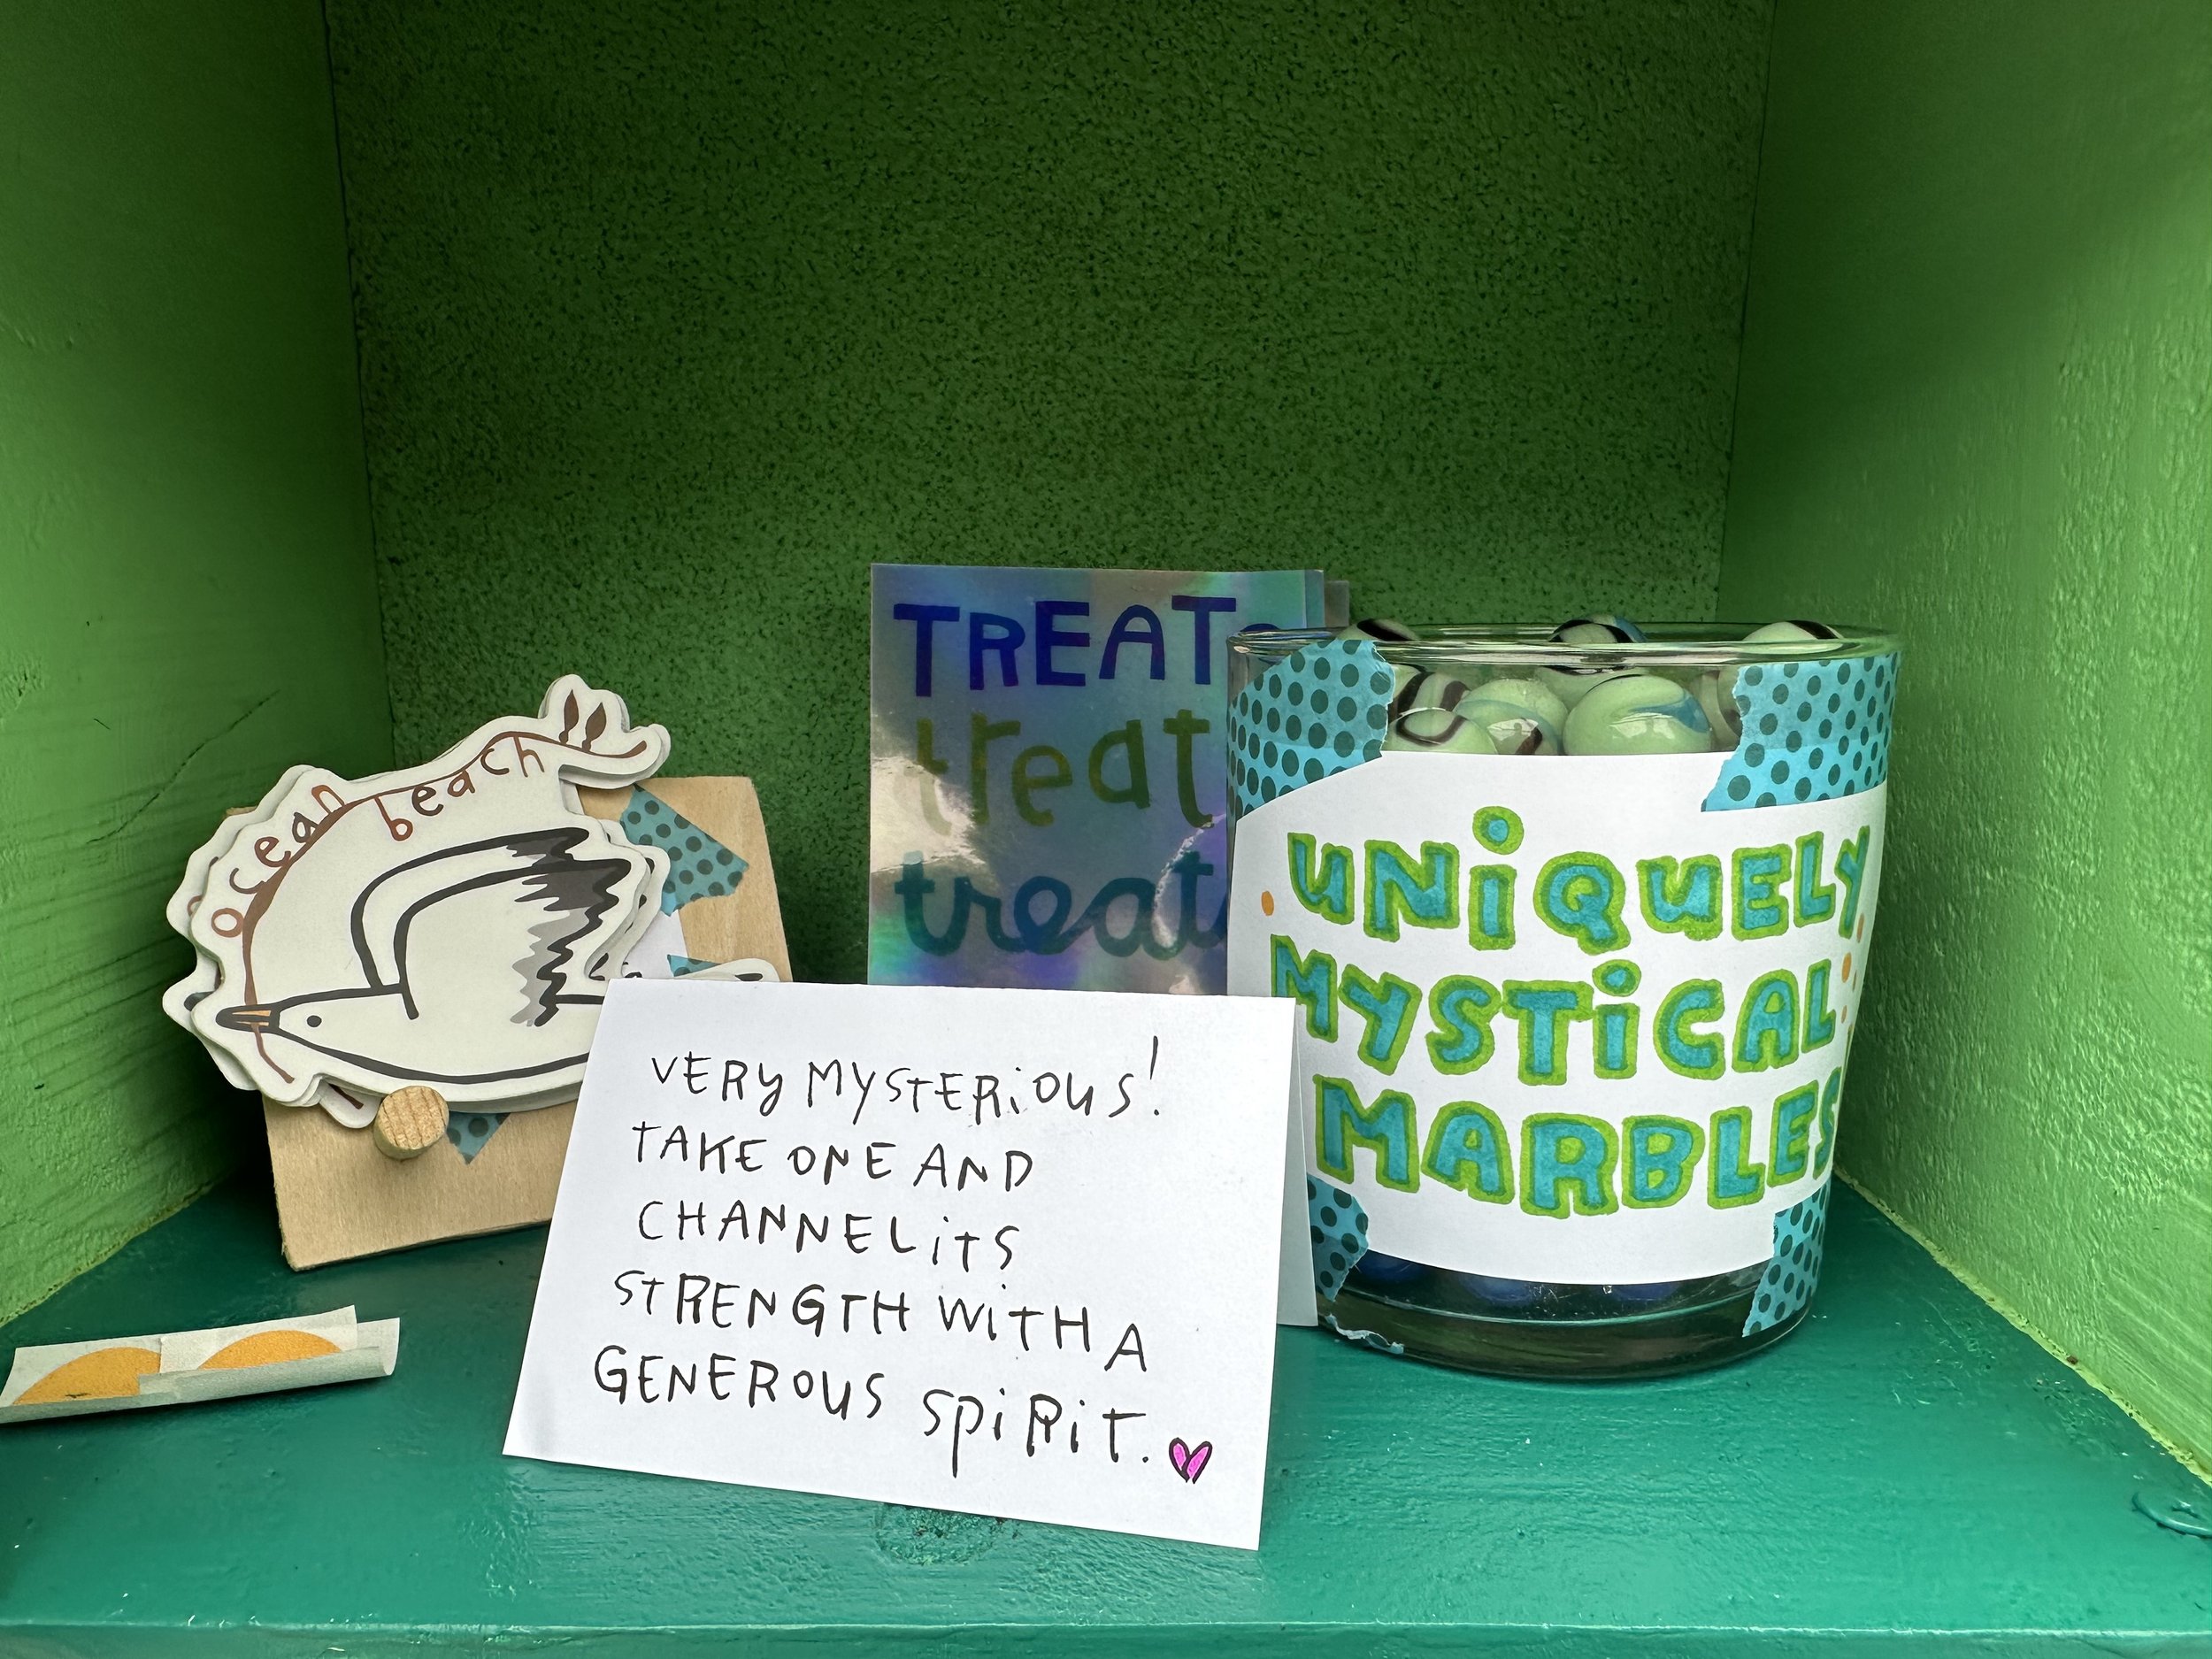 ocean beach
TREAT
treat
treat
UNiQUELY
MYSTiCAL
MARBLES
VERY MYSTERiOUS!
TAKE ONE AND
CHANNEL iTS
STRENGTH WiTH A
GENEROUS SpiRiT.